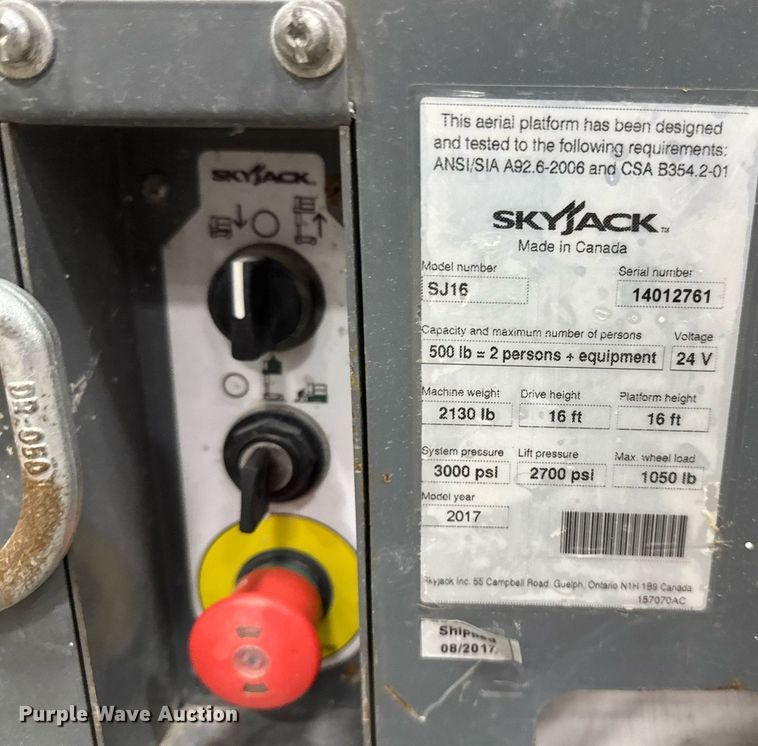 This aerial platform has been designed
and tested to the following requirements:
ANSI/SIA A92.6-2006 and CSA B354.2-01
SKYJACK™
Made in Canada
Model number Serial number
SJ16 14012761
Capacity and maximum number of persons Voltage
500 lb = 2 persons + equipment 24 V
Machine weight Drive height Platform height
2130 lb 16 ft 16 ft
System pressure Lift pressure Max. wheel load
3000 psi 2700 psi 1050 lb
Model year
2017
Skyjack Inc. 55 Campbell Road, Guelph, Ontario N1H 1B9 Canada
157070AC
Shipped
08/2017
SKYJACK
DR-050
Purple Wave Auction